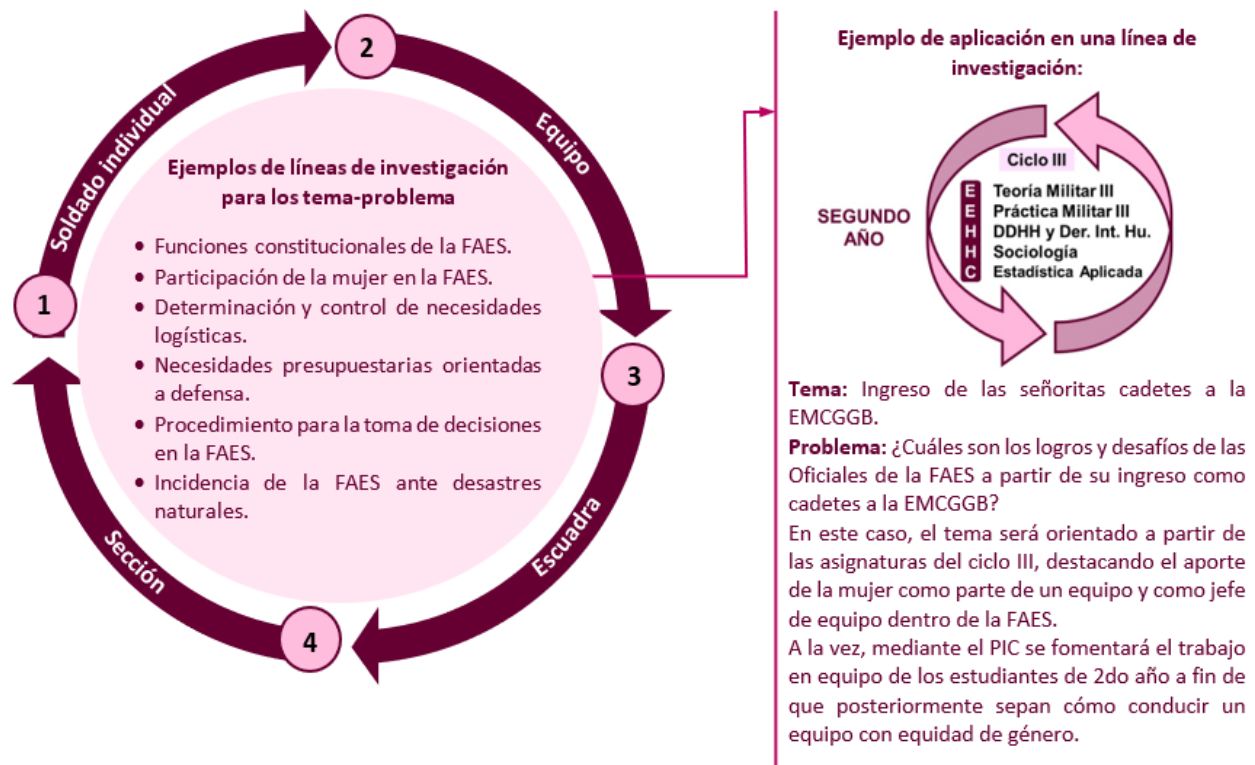 1
Soldado individual
2
Equipo
3
Escuadra
4
Sección
Ejemplos de líneas de investigación
para los tema-problema
• Funciones constitucionales de la FAES.
• Participación de la mujer en la FAES.
• Determinación y control de necesidades
logísticas.
• Necesidades presupuestarias orientadas
a defensa.
• Procedimiento para la toma de decisiones
en la FAES.
• Incidencia de la FAES ante desastres
naturales.
Ejemplo de aplicación en una línea de
investigación:
SEGUNDO
AÑO
Ciclo III
E Teoría Militar III
E Práctica Militar III
H DDHH y Der. Int. Hu.
H Sociología
C Estadística Aplicada
Tema: Ingreso de las señoritas cadetes a la
EMCGGB.
Problema: ¿Cuáles son los logros y desafíos de las
Oficiales de la FAES a partir de su ingreso como
cadetes a la EMCGGB?
En este caso, el tema será orientado a partir de
las asignaturas del ciclo III, destacando el aporte
de la mujer como parte de un equipo y como jefe
de equipo dentro de la FAES.
A la vez, mediante el PIC se fomentará el trabajo
en equipo de los estudiantes de 2do año a fin de
que posteriormente sepan cómo conducir un
equipo con equidad de género.